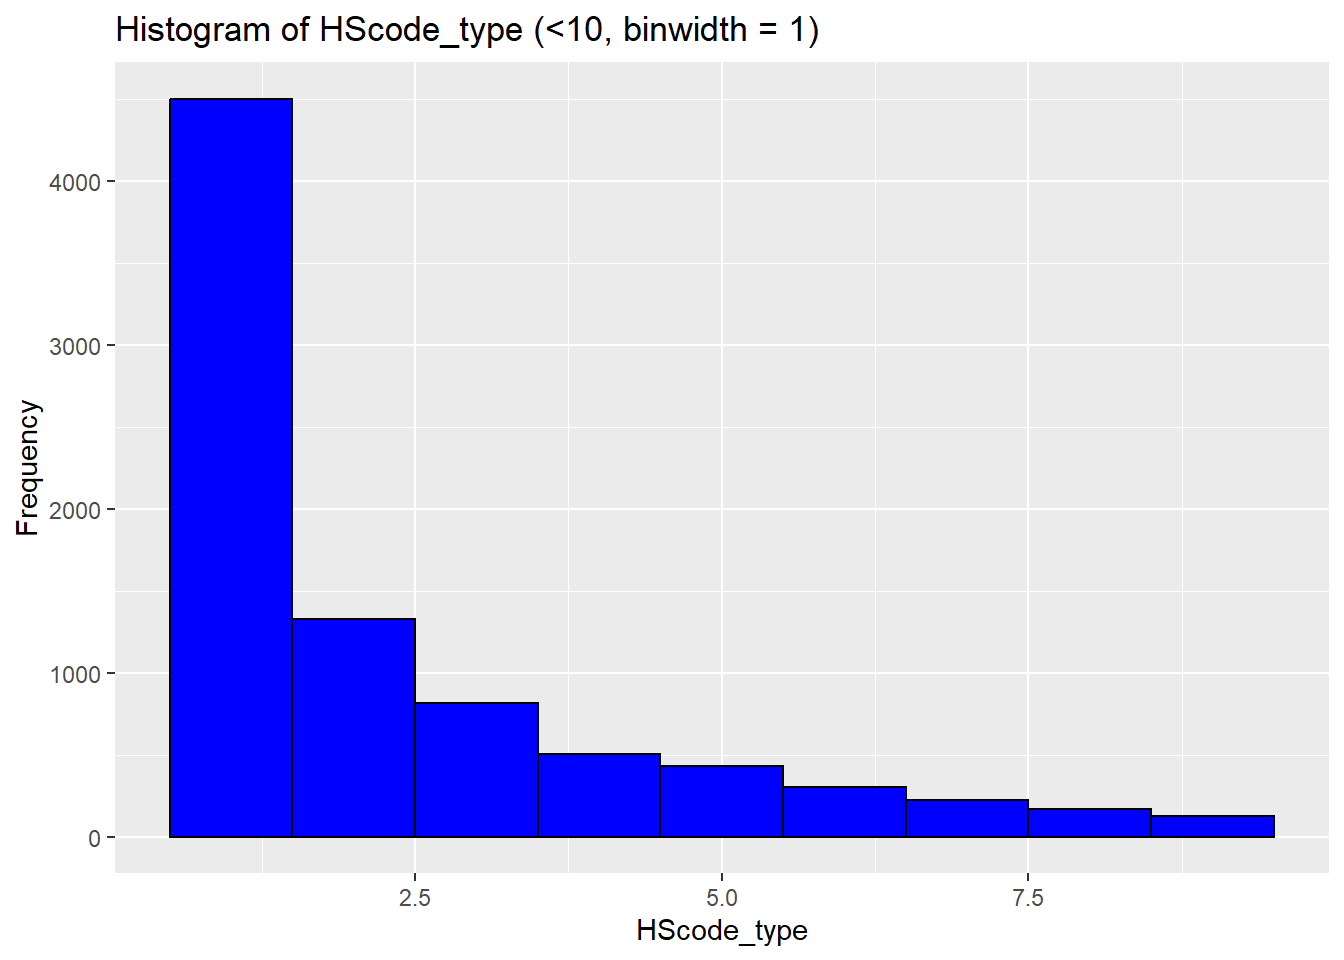 Histogram of HScode_type (<10, binwidth = 1)
Frequency
4000
3000
2000
1000
0
2.5 5.0 7.5
HScode_type